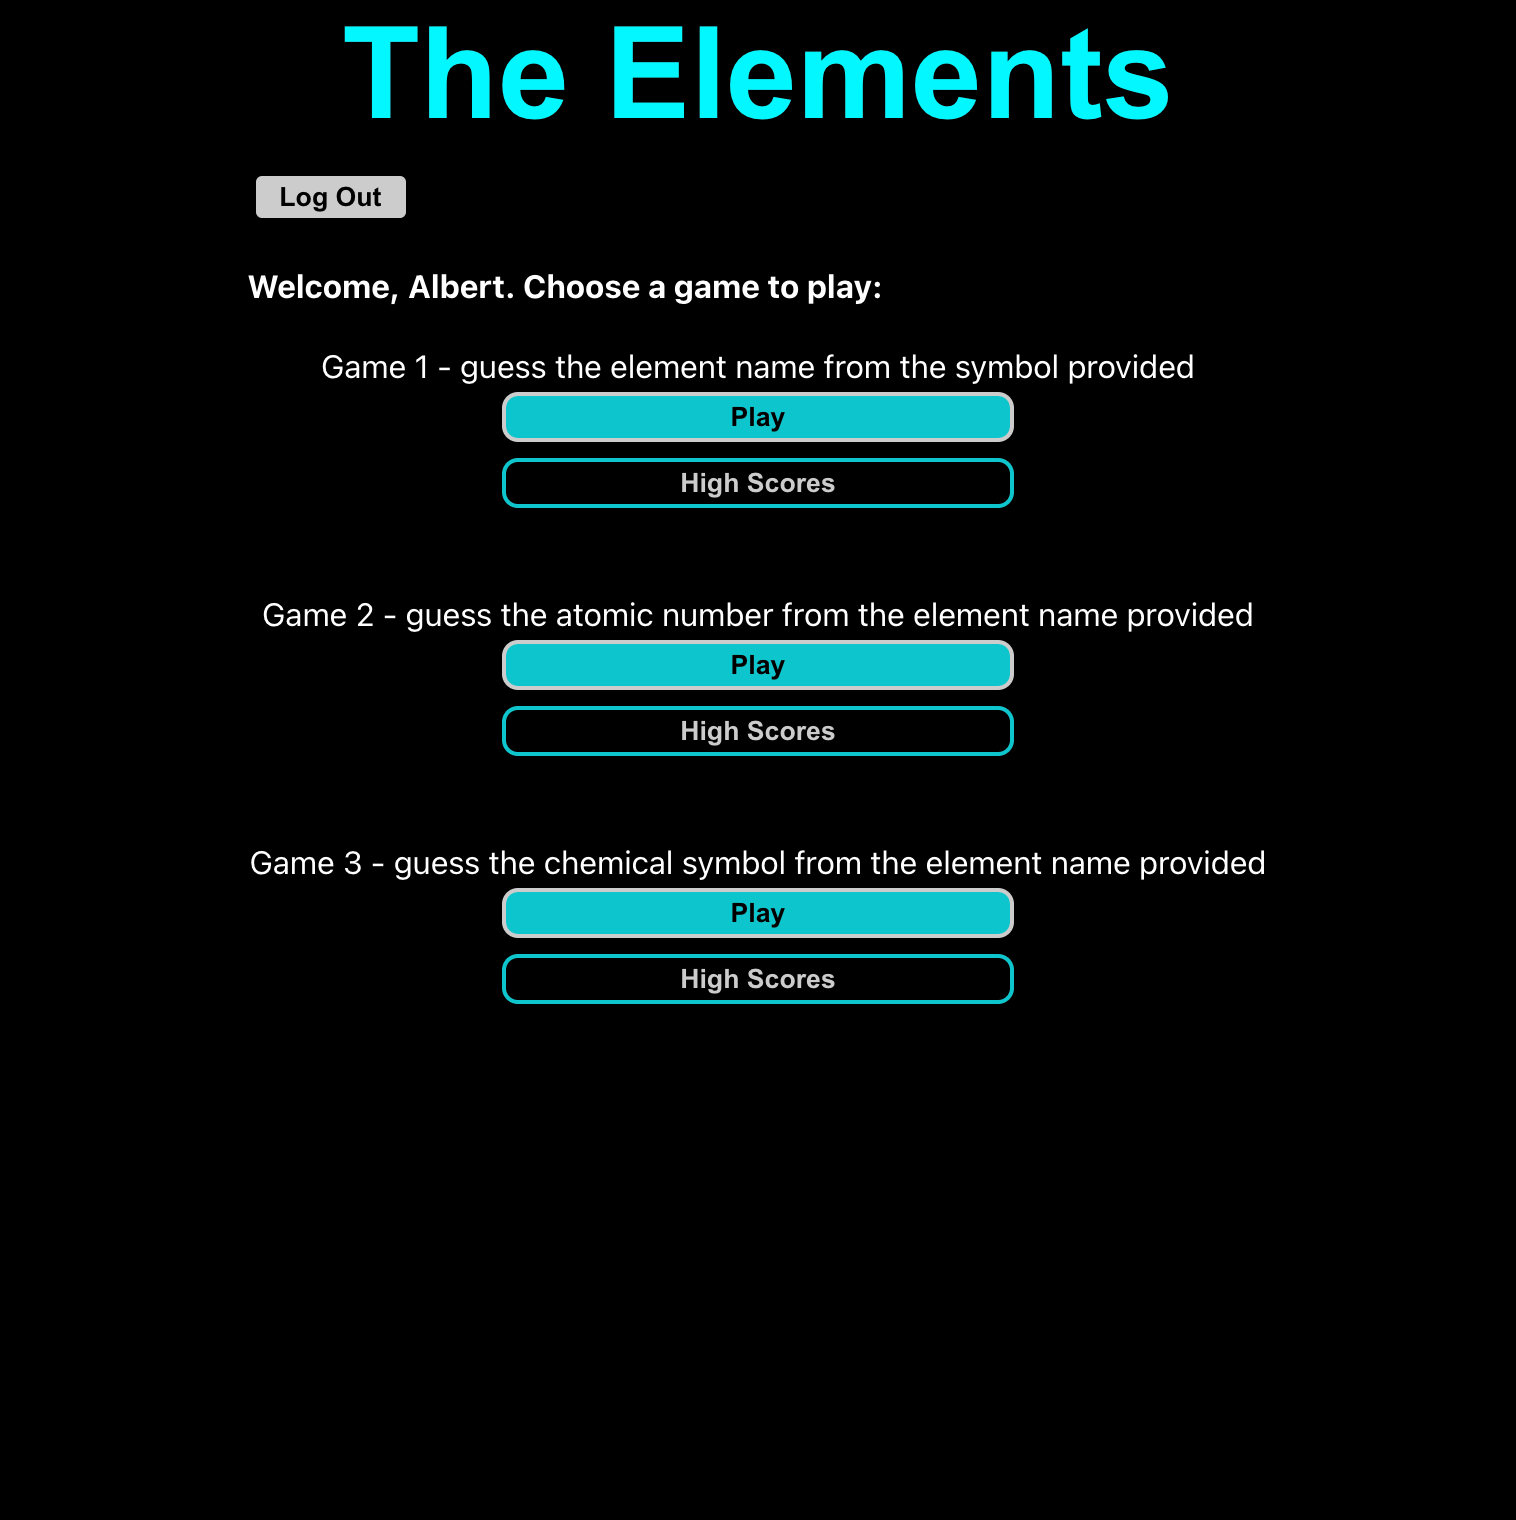 The Elements
Log Out
Welcome, Albert. Choose a game to play:
Game 1 - guess the element name from the symbol provided
Play
High Scores
Game 2 - guess the atomic number from the element name provided
Play
High Scores
Game 3 - guess the chemical symbol from the element name provided
Play
High Scores